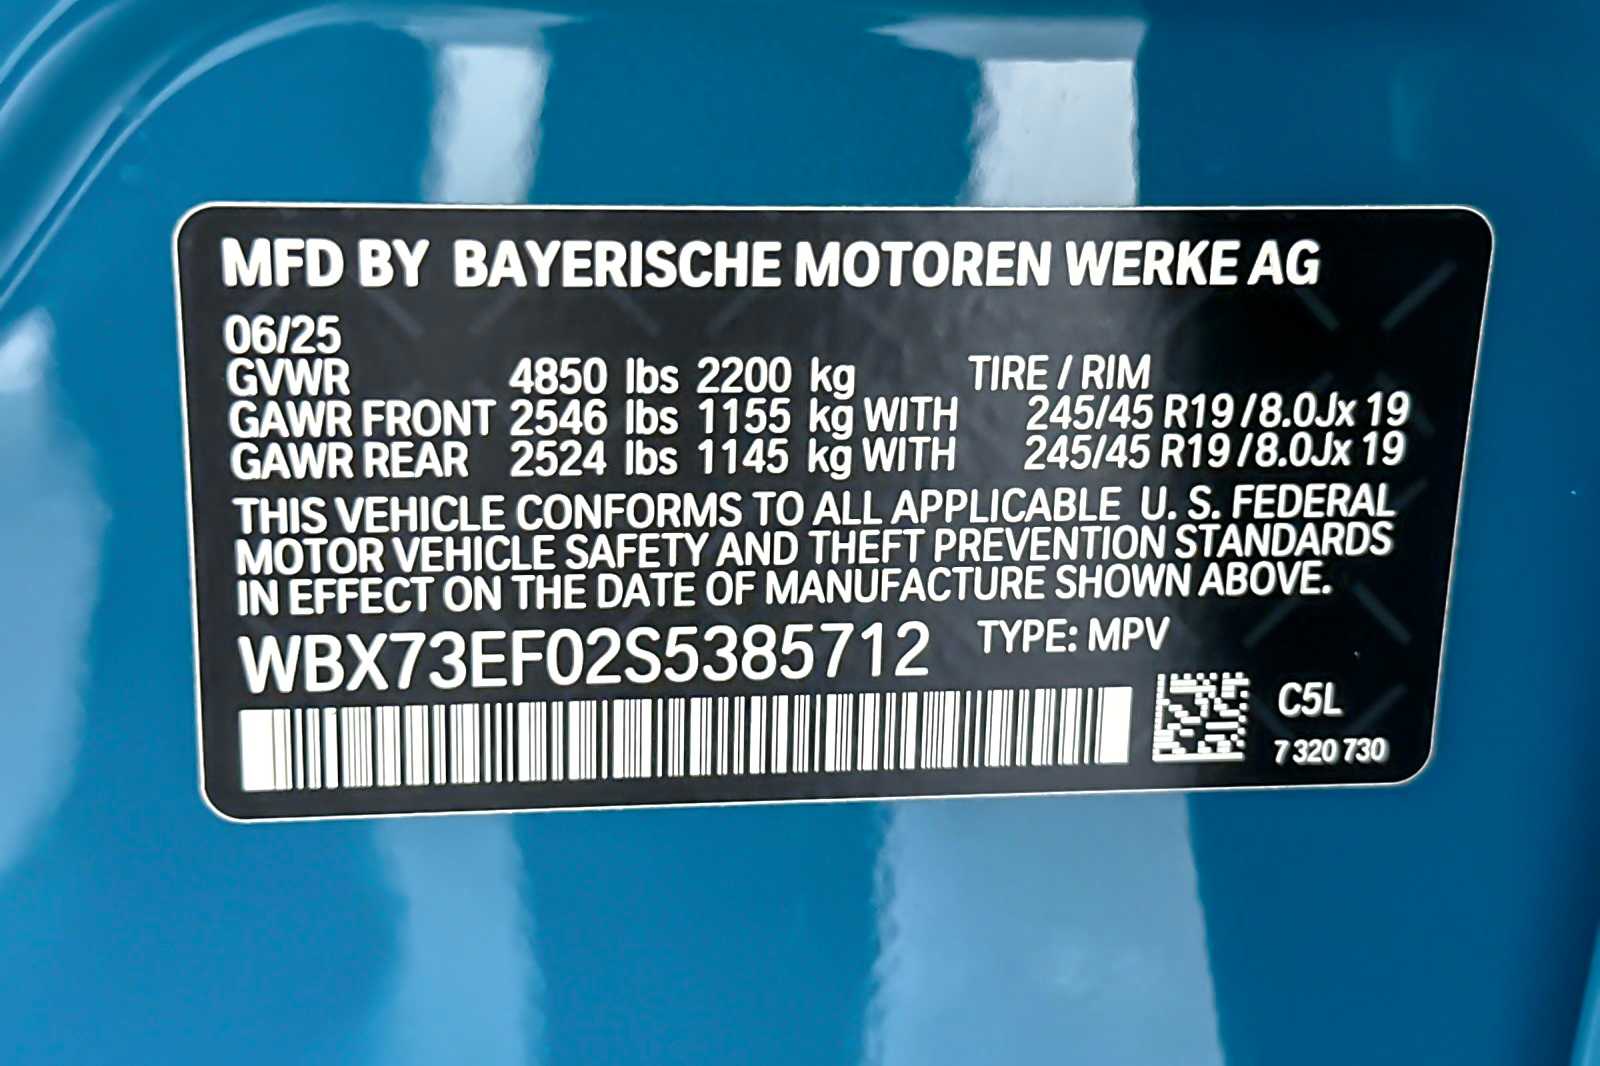 MFD BY BAYERISCHE MOTOREN WERKE AG
06/25
GVWR 4850 lbs 2200 kg TIRE / RIM
GAWR FRONT 2546 lbs 1155 kg WITH 245/45 R19 / 8.0Jx 19
GAWR REAR 2524 lbs 1145 kg WITH 245/45 R19 / 8.0Jx 19
THIS VEHICLE CONFORMS TO ALL APPLICABLE U. S. FEDERAL
MOTOR VEHICLE SAFETY AND THEFT PREVENTION STANDARDS
IN EFFECT ON THE DATE OF MANUFACTURE SHOWN ABOVE.
WBX73EF02S5385712 TYPE: MPV
C5L
7 320 730